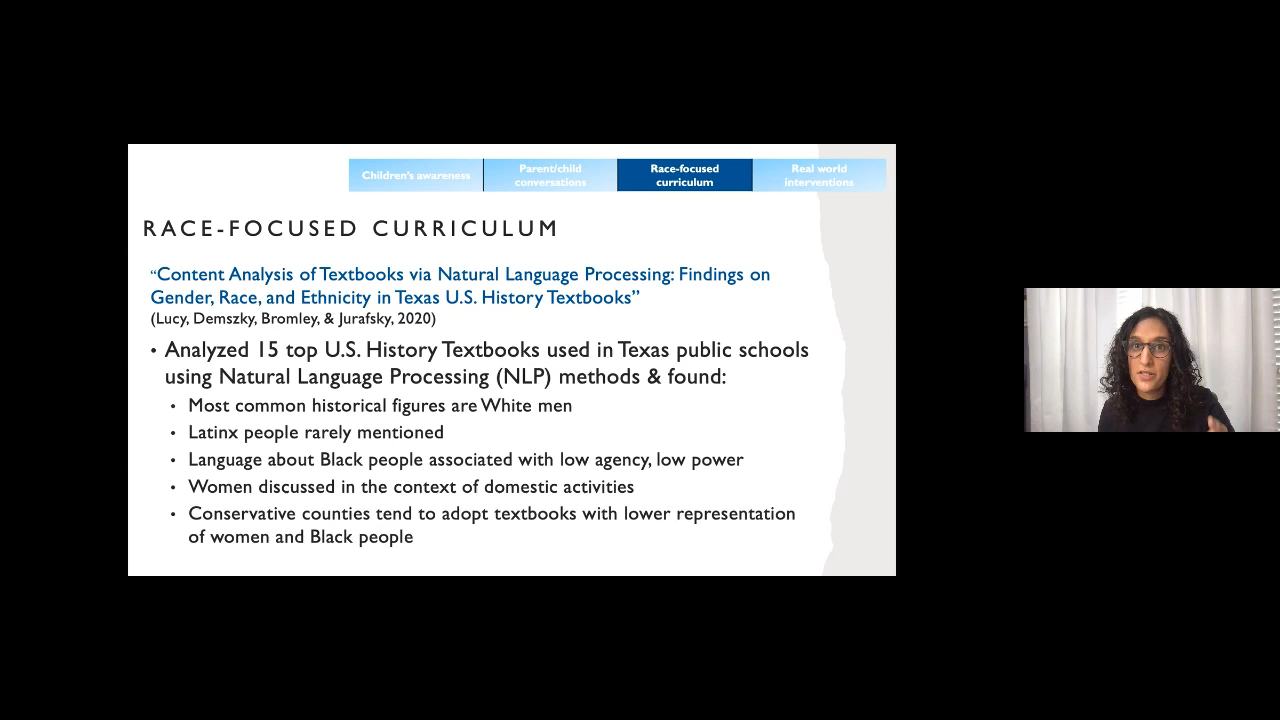 Children's awareness
Parent/child
conversations
Race-focused
curriculum
Real world
interventions
RACE-FOCUSED CURRICULUM
“Content Analysis of Textbooks via Natural Language Processing: Findings on
Gender, Race, and Ethnicity in Texas U.S. History Textbooks”
(Lucy, Demszky, Bromley, & Jurafsky, 2020)
• Analyzed 15 top U.S. History Textbooks used in Texas public schools
using Natural Language Processing (NLP) methods & found:
• Most common historical figures are White men
• Latinx people rarely mentioned
• Language about Black people associated with low agency, low power
• Women discussed in the context of domestic activities
• Conservative counties tend to adopt textbooks with lower representation
of women and Black people